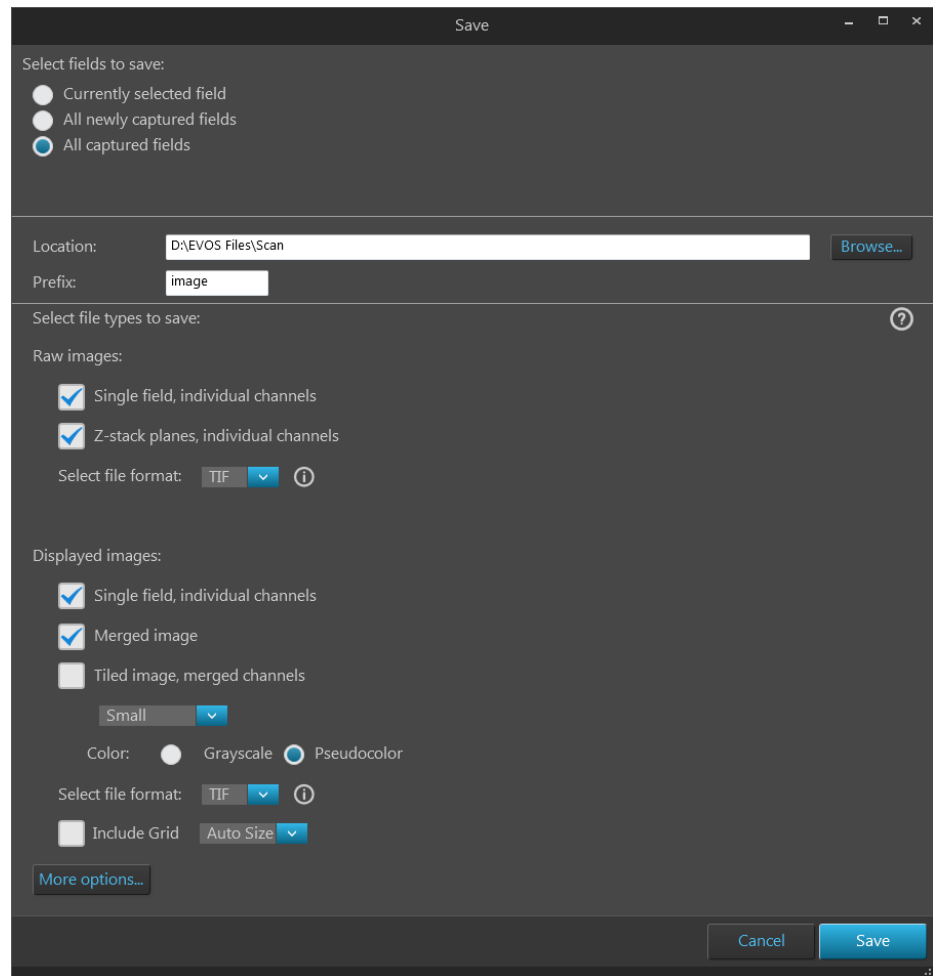 Save
Select fields to save:
Currently selected field
All newly captured fields
All captured fields
Location: D:\EVOS Files\Scan Browse...
Prefix: image
Select file types to save: ?
Raw images:
Single field, individual channels
Z-stack planes, individual channels
Select file format: TIF i
Displayed images:
Single field, individual channels
Merged image
Tiled image, merged channels
Small
Color: Grayscale Pseudocolor
Select file format: TIF i
Include Grid Auto Size
More options...
Cancel Save